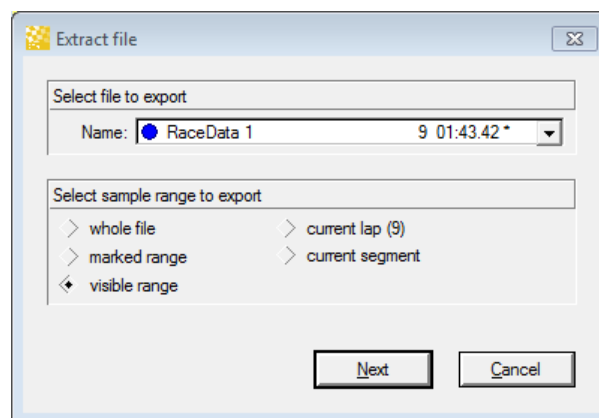 Extract file
Select file to export
Name: RaceData 1 9 01:43.42 *
Select sample range to export
whole file
current lap (9)
marked range
current segment
visible range
Next
Cancel